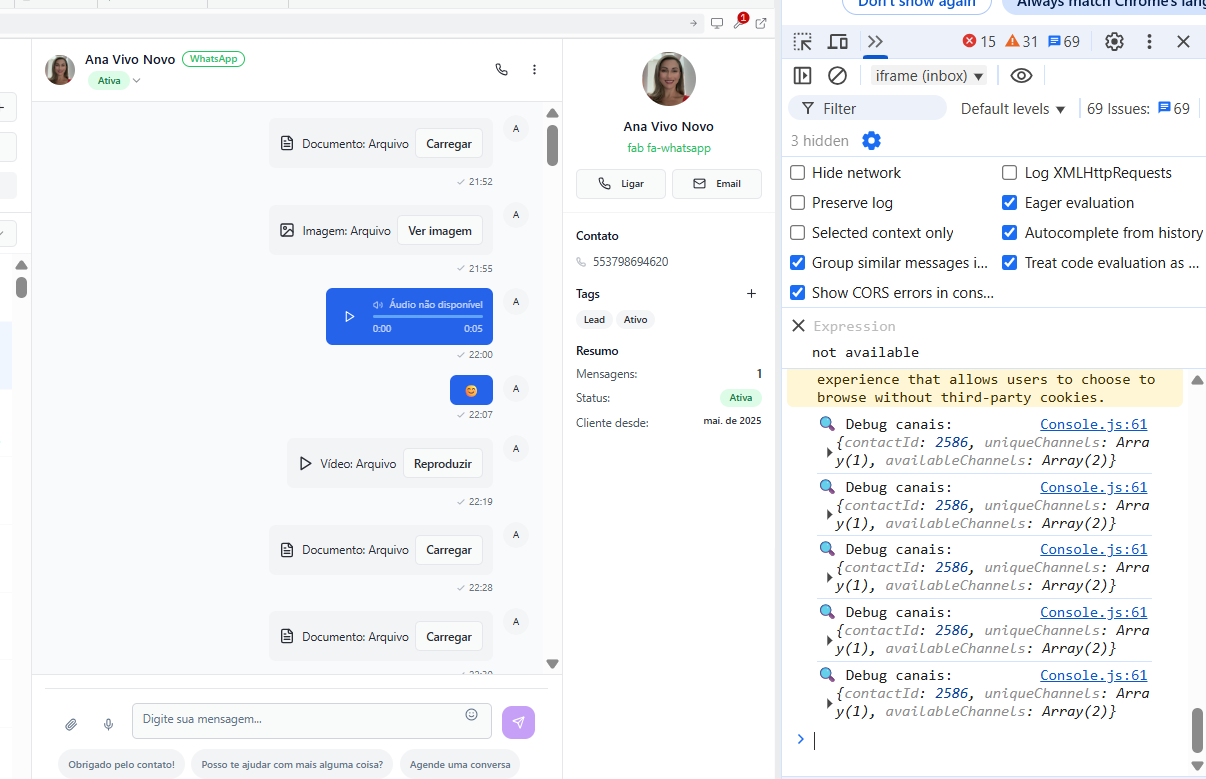 Don't show again
Always match Chrome's lang
1
15
31
69
iframe (inbox)
Filter
Default levels
69 Issues:
69
3 hidden
Hide network
Log XMLHttpRequests
Preserve log
Eager evaluation
Selected context only
Autocomplete from history
Group similar messages i...
Treat code evaluation as ...
Show CORS errors in cons...
Expression
not available
experience that allows users to choose to
browse without third-party cookies.
Debug canais: Console.js:61
{contactId: 2586, uniqueChannels: Arra
y(1), availableChannels: Array(2)}
Debug canais: Console.js:61
{contactId: 2586, uniqueChannels: Arra
y(1), availableChannels: Array(2)}
Debug canais: Console.js:61
{contactId: 2586, uniqueChannels: Arra
y(1), availableChannels: Array(2)}
Debug canais: Console.js:61
{contactId: 2586, uniqueChannels: Arra
y(1), availableChannels: Array(2)}
Debug canais: Console.js:61
{contactId: 2586, uniqueChannels: Arra
y(1), availableChannels: Array(2)}
Ana Vivo Novo WhatsApp
Ativa
Documento: Arquivo Carregar
A
21:52
Imagem: Arquivo Ver imagem
A
21:55
Áudio não disponível
0:00 0:05
A
22:00
😊
A
22:07
Vídeo: Arquivo Reproduzir
A
22:19
Documento: Arquivo Carregar
A
22:28
Documento: Arquivo Carregar
A
Digite sua mensagem...
Obrigado pelo contato!
Posso te ajudar com mais alguma coisa?
Agende uma conversa
Ana Vivo Novo
fab fa-whatsapp
Ligar
Email
Contato
553798694620
Tags
Lead
Ativo
Resumo
Mensagens: 1
Status: Ativa
Cliente desde: mai. de 2025